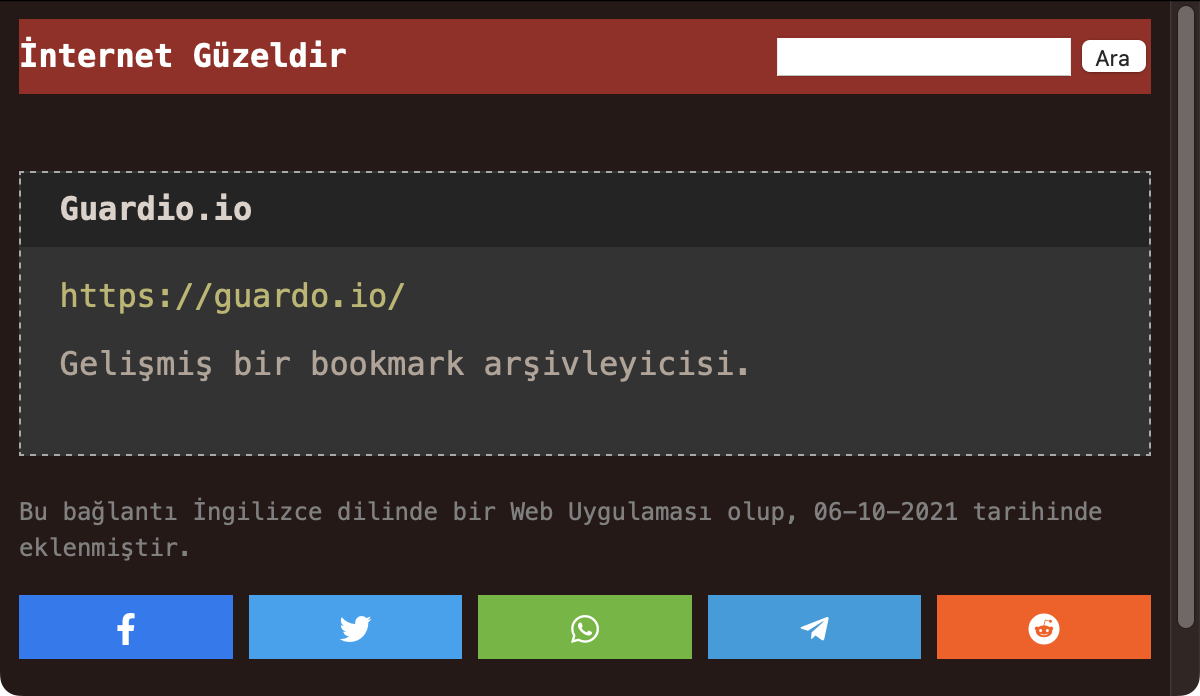 İnternet Güzeldir
Ara
Guardio.io
https://guardo.io/
Gelişmiş bir bookmark arşivleyicisi.
Bu bağlantı İngilizce dilinde bir Web Uygulaması olup, 06-10-2021 tarihinde
eklenmiştir.